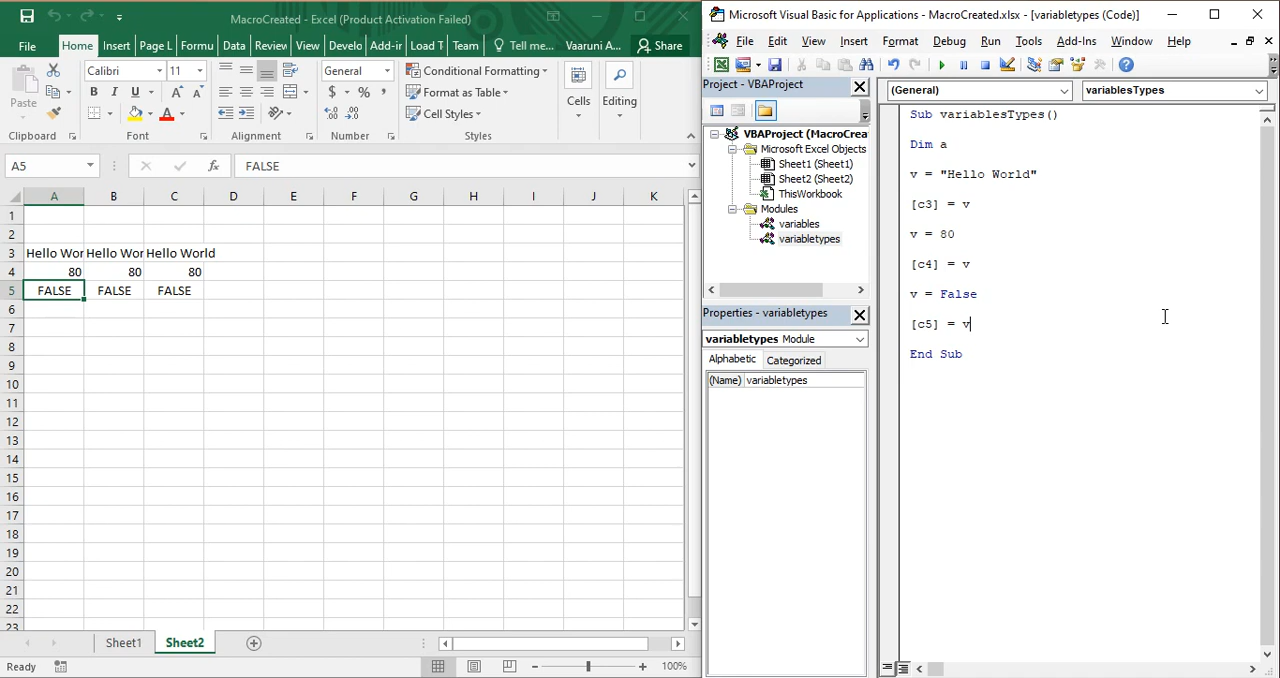 MacroCreated - Excel (Product Activation Failed)
File Home Insert Page L Formu Data Review View Develo Add-ir Load T Team Tell me... Vaaruni A... Share
Paste
Calibri 11
B I U A A
A
General
$ % ,
Conditional Formatting
Format as Table
Cell Styles
Cells
Editing
Clipboard Font Alignment Number Styles
A5 fx FALSE
A B C D E F G H I J K
1
2
3 Hello Wor Hello Wor Hello World
4 80 80 80
5 FALSE FALSE FALSE
6
7
8
9
10
11
12
13
14
15
16
17
18
19
20
21
22
23
Sheet1 Sheet2
Ready 100%
Microsoft Visual Basic for Applications - MacroCreated.xlsx - [variabletypes (Code)]
File Edit View Insert Format Debug Run Tools Add-Ins Window Help
Project - VBAProject
VBAProject (MacroCrea
Microsoft Excel Objects
Sheet1 (Sheet1)
Sheet2 (Sheet2)
ThisWorkbook
Modules
variables
variabletypes
Properties - variabletypes
variabletypes Module
Alphabetic Categorized
(Name) variabletypes
(General) variablesTypes
Sub variablesTypes()
Dim a
v = "Hello World"
[c3] = v
v = 80
[c4] = v
v = False
[c5] = v
End Sub